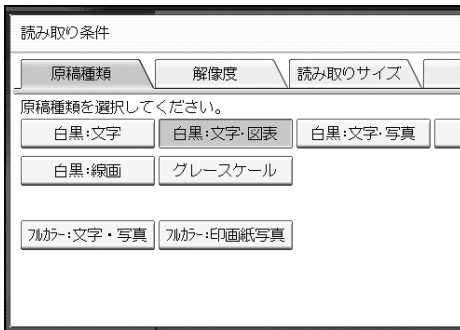 読み取り条件
原稿種類 解像度 読み取りサイズ
原稿種類を選択してください。
白黒:文字 白黒:文字・図表 白黒:文字・写真
白黒:線画 グレースケール
ﾌﾙｶﾗｰ:文字・写真 ﾌﾙｶﾗｰ:印画紙写真